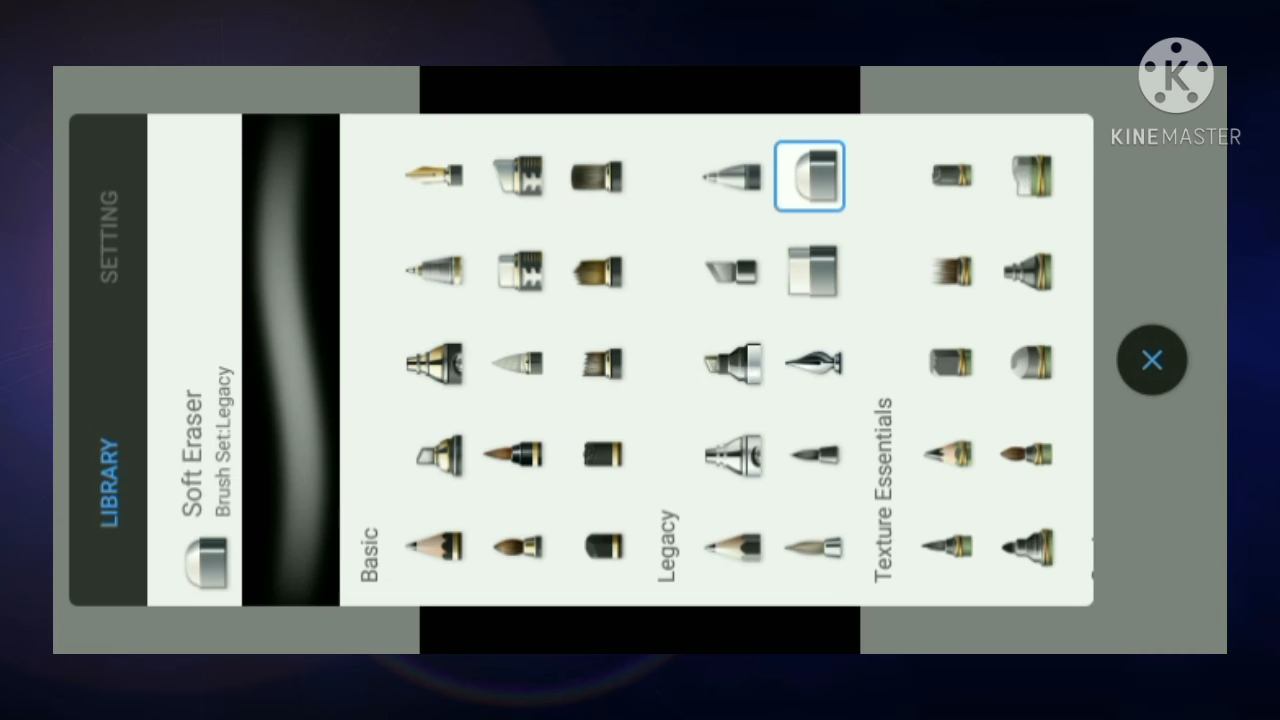 LIBRARY
SETTING
Soft Eraser
Brush Set:Legacy
Basic
Legacy
Texture Essentials
K
KINEMASTER